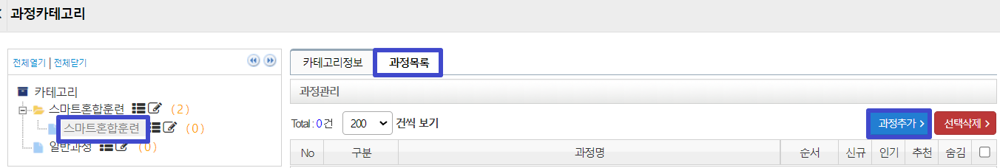 과정카테고리
전체열기 | 전체닫기
카테고리정보 과정목록
카테고리
과정관리
스마트혼합훈련 (2)
Total : 0 건 200 건씩 보기 과정추가 선택삭제
스마트혼합훈련 (0)
일반과정 (0)
No 구분 과정명 순서 신규 인기 추천 숨김